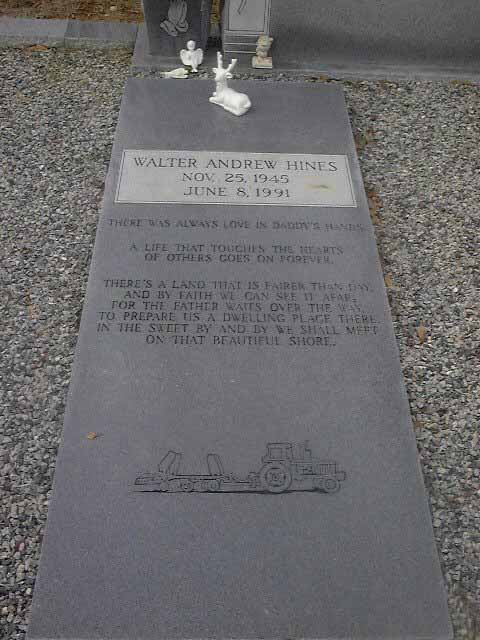 WALTER ANDREW HINES
NOV. 25, 1945
JUNE 8, 1991
THERE WAS ALWAYS LOVE IN DADDY'S HANDS.
A LIFE THAT TOUCHES THE HEARTS
OF OTHERS GOES ON FOREVER.
THERE'S A LAND THAT IS FAIRER THAN DAY,
AND BY FAITH WE CAN SEE IT AFAR;
FOR THE FATHER WAITS OVER THE WAY,
TO PREPARE US A DWELLING PLACE THERE.
IN THE SWEET BY AND BY WE SHALL MEET
ON THAT BEAUTIFUL SHORE.